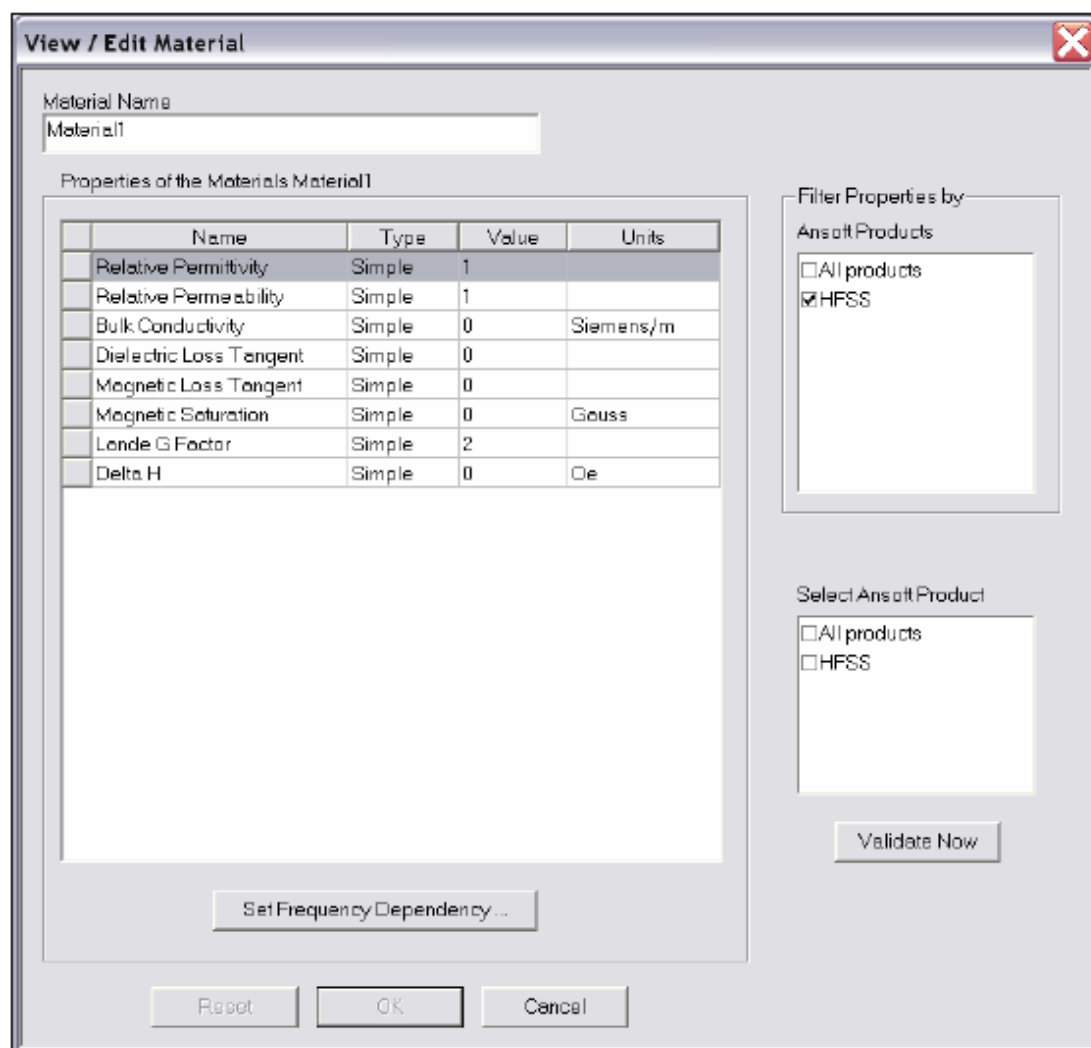 View / Edit Material
Material Name
Material1
Properties of the Materials Material1
Name Type Value Units
Relative Permittivity Simple 1
Relative Permeability Simple 1
Bulk Conductivity Simple 0 Siemens/m
Dielectric Loss Tangent Simple 0
Magnetic Loss Tangent Simple 0
Magnetic Saturation Simple 0 Gauss
Lande G Factor Simple 2
Delta H Simple 0 Oe
Set Frequency Dependency...
Filter Properties by
Ansoft Products
All products
HFSS
Select Ansoft Product
All products
HFSS
Validate Now
Reset OK Cancel